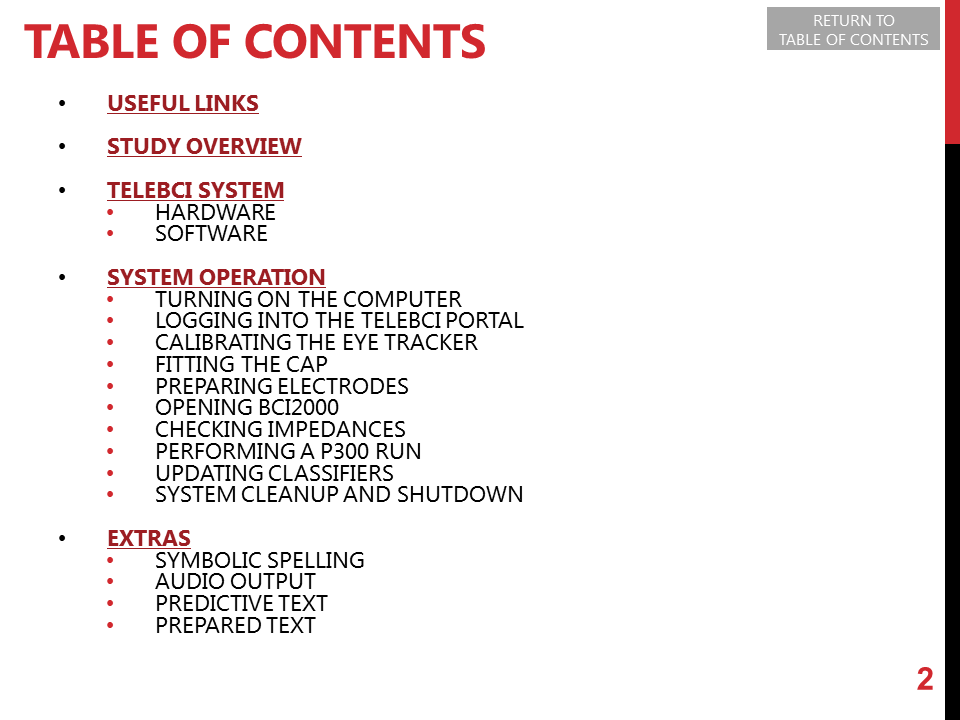 TABLE OF CONTENTS
RETURN TO
TABLE OF CONTENTS
• USEFUL LINKS
• STUDY OVERVIEW
• TELEBCI SYSTEM
• HARDWARE
• SOFTWARE
• SYSTEM OPERATION
• TURNING ON THE COMPUTER
• LOGGING INTO THE TELEBCI PORTAL
• CALIBRATING THE EYE TRACKER
• FITTING THE CAP
• PREPARING ELECTRODES
• OPENING BCI2000
• CHECKING IMPEDANCES
• PERFORMING A P300 RUN
• UPDATING CLASSIFIERS
• SYSTEM CLEANUP AND SHUTDOWN
• EXTRAS
• SYMBOLIC SPELLING
• AUDIO OUTPUT
• PREDICTIVE TEXT
• PREPARED TEXT
2